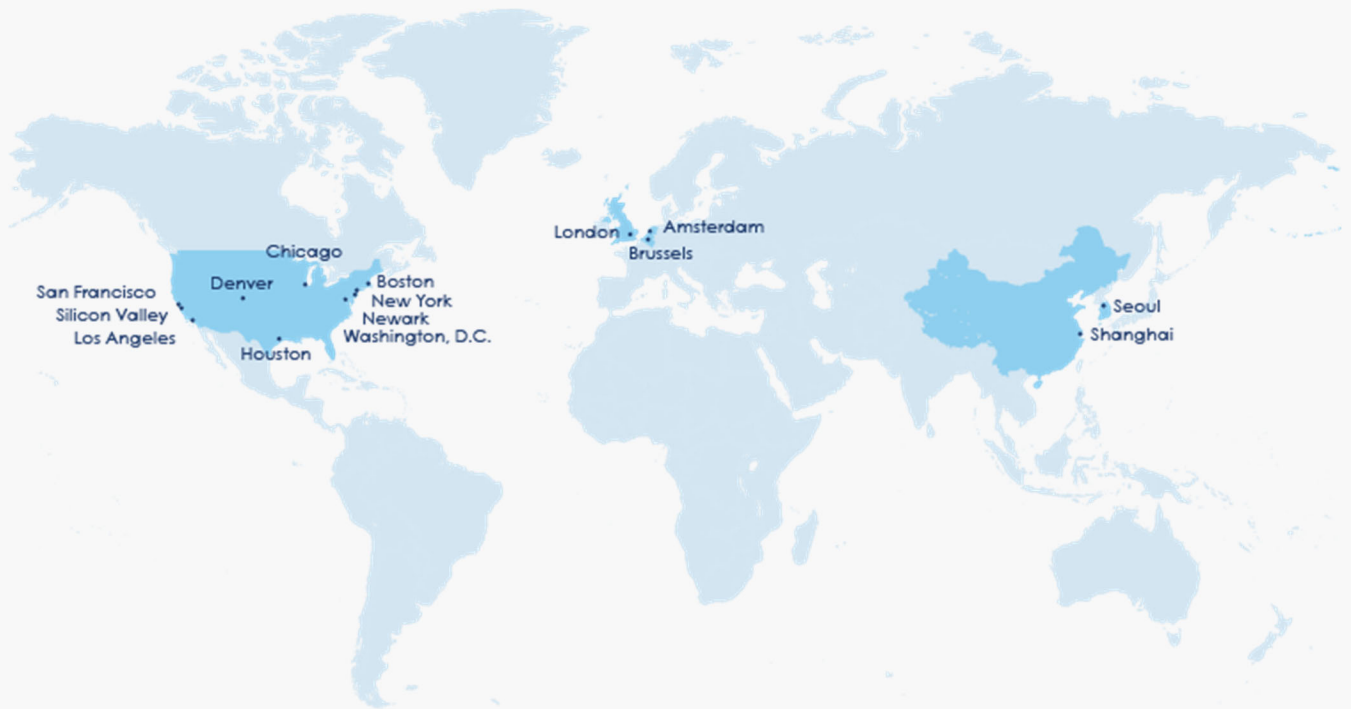 London
Amsterdam
Brussels
Chicago
Denver
Boston
San Francisco
New York
Silicon Valley
Newark
Los Angeles
Washington, D.C.
Houston
Seoul
Shanghai